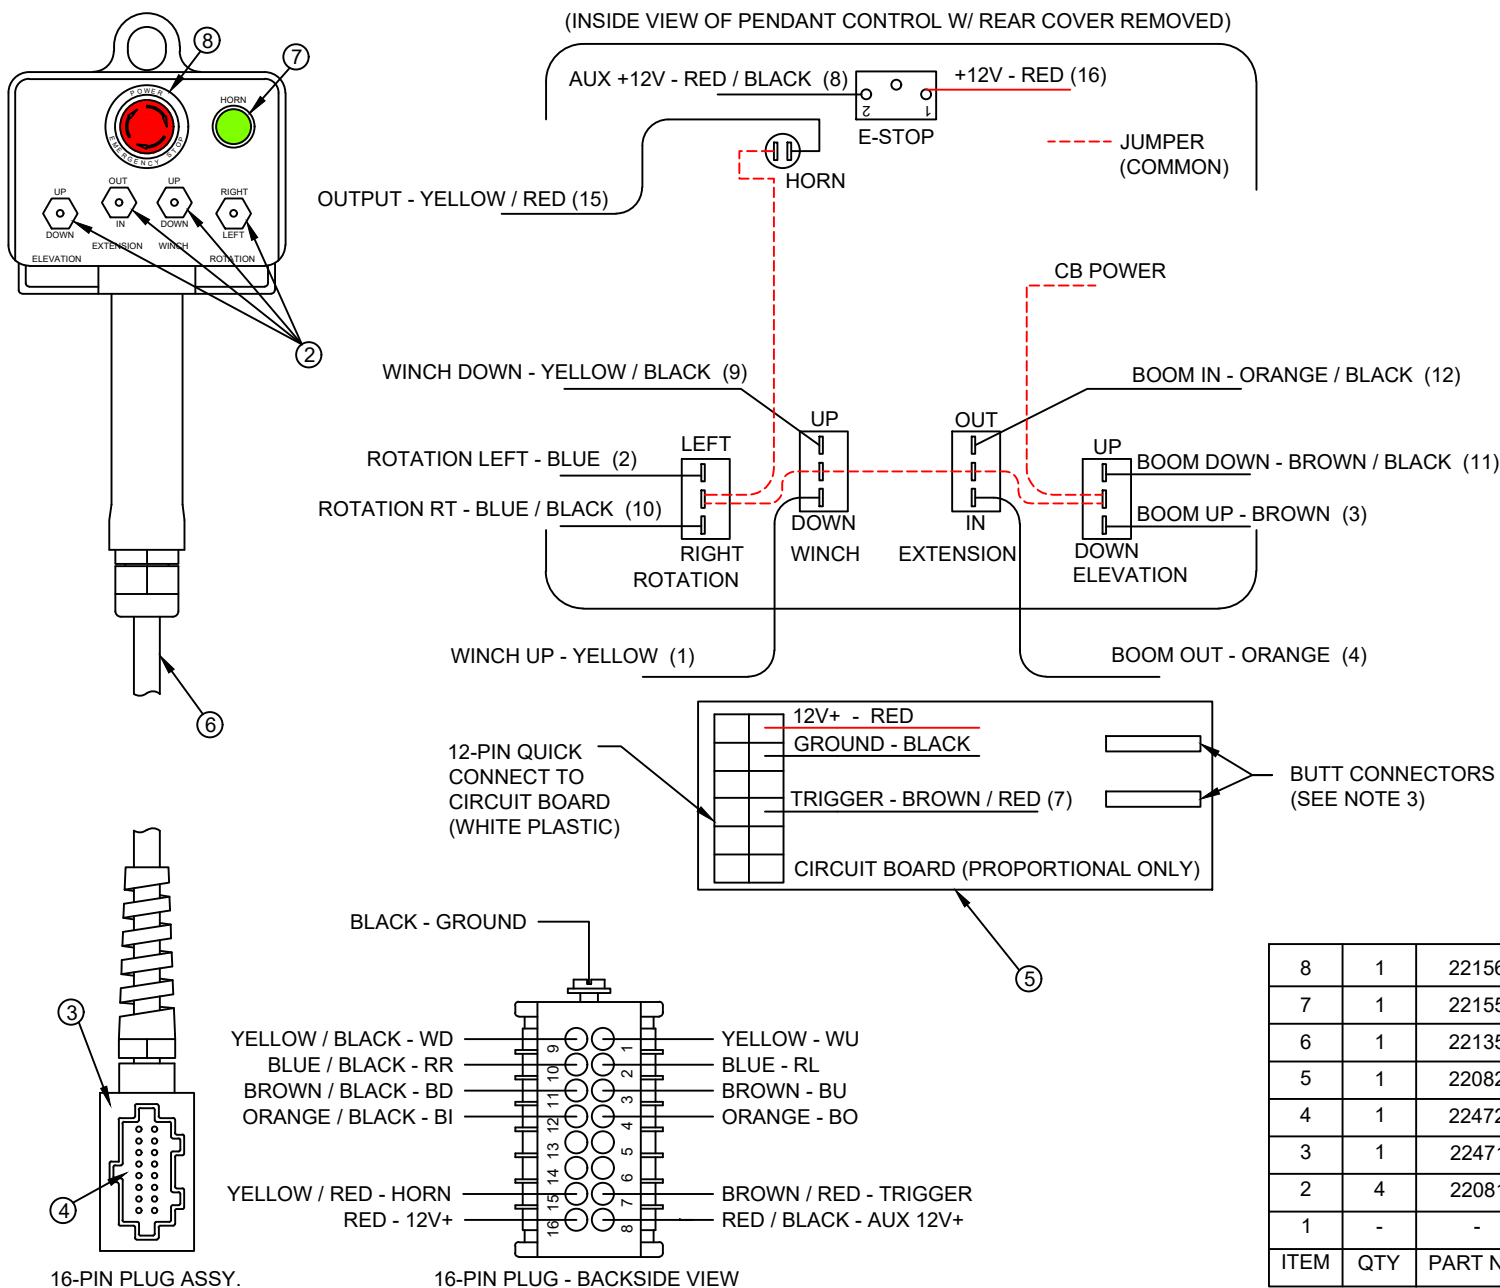 (INSIDE VIEW OF PENDANT CONTROL W/ REAR COVER REMOVED)
8
7
POWER
EMERGENCY STOP
HORN
UP
DOWN
ELEVATION
OUT
IN
EXTENSION
UP
DOWN
WINCH
RIGHT
LEFT
ROTATION
2
6
AUX +12V - RED / BLACK (8)
+12V - RED (16)
2
1
E-STOP
JUMPER
(COMMON)
HORN
OUTPUT - YELLOW / RED (15)
CB POWER
WINCH DOWN - YELLOW / BLACK (9)
BOOM IN - ORANGE / BLACK (12)
UP
OUT
LEFT
UP
ROTATION LEFT - BLUE (2)
BOOM DOWN - BROWN / BLACK (11)
ROTATION RT - BLUE / BLACK (10)
BOOM UP - BROWN (3)
DOWN
IN
RIGHT
WINCH
EXTENSION
DOWN
ROTATION
ELEVATION
WINCH UP - YELLOW (1)
BOOM OUT - ORANGE (4)
12V+ - RED
GROUND - BLACK
TRIGGER - BROWN / RED (7)
CIRCUIT BOARD (PROPORTIONAL ONLY)
12-PIN QUICK
CONNECT TO
CIRCUIT BOARD
(WHITE PLASTIC)
BUTT CONNECTORS
(SEE NOTE 3)
5
3
4
16-PIN PLUG ASSY.
BLACK - GROUND
YELLOW / BLACK - WD 9 1 YELLOW - WU
BLUE / BLACK - RR 10 2 BLUE - RL
BROWN / BLACK - BD 11 3 BROWN - BU
ORANGE / BLACK - BI 12 4 ORANGE - BO
13 5
14 6
YELLOW / RED - HORN 15 7 BROWN / RED - TRIGGER
RED - 12V+ 16 8 RED / BLACK - AUX 12V+
16-PIN PLUG - BACKSIDE VIEW
8 1 22156
7 1 22155
6 1 22135
5 1 22082
4 1 22472
3 1 22471
2 4 22081
1 - -
ITEM QTY PART N